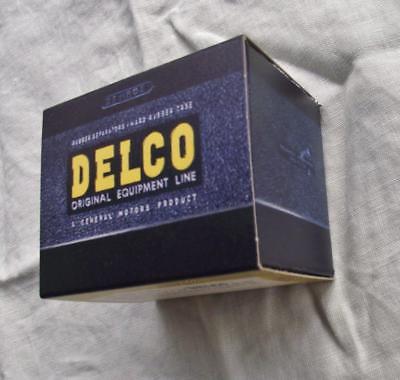 RUBBER SEPARATORS • HARD RUBBER CASE
DELCO
ORIGINAL EQUIPMENT LINE
A GENERAL MOTORS PRODUCT